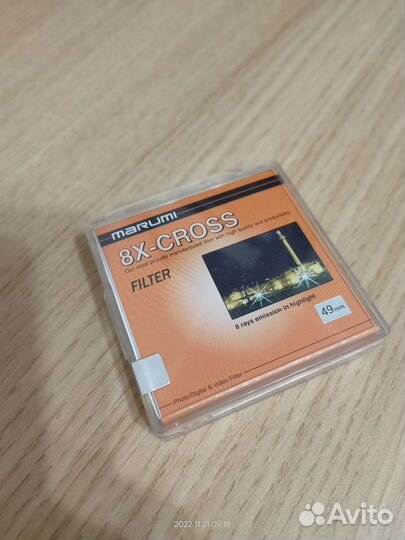 marumi
8X-CROSS
Our most proudly manufactured filter with high quality and productivity
FILTER
8 rays emission in highlight
49mm
Photo/Digital & Video Filter
2022.11.21 09:18
Avito